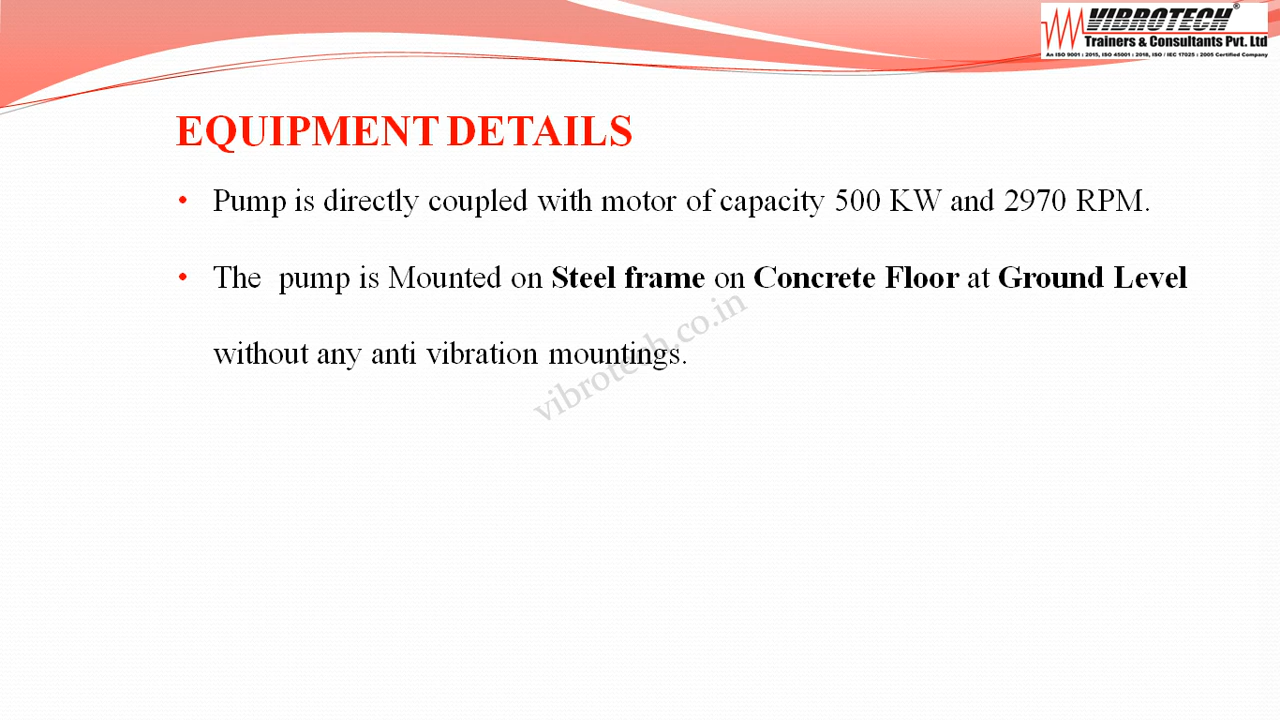 VIBROTECH®
Trainers & Consultants Pvt. Ltd
An ISO 9001 : 2015, ISO 45001 : 2018, ISO / IEC 17025 : 2005 Certified Company
EQUIPMENT DETAILS
• Pump is directly coupled with motor of capacity 500 KW and 2970 RPM.
• The pump is Mounted on Steel frame on Concrete Floor at Ground Level
without any anti vibration mountings.
vibrotech.co.in